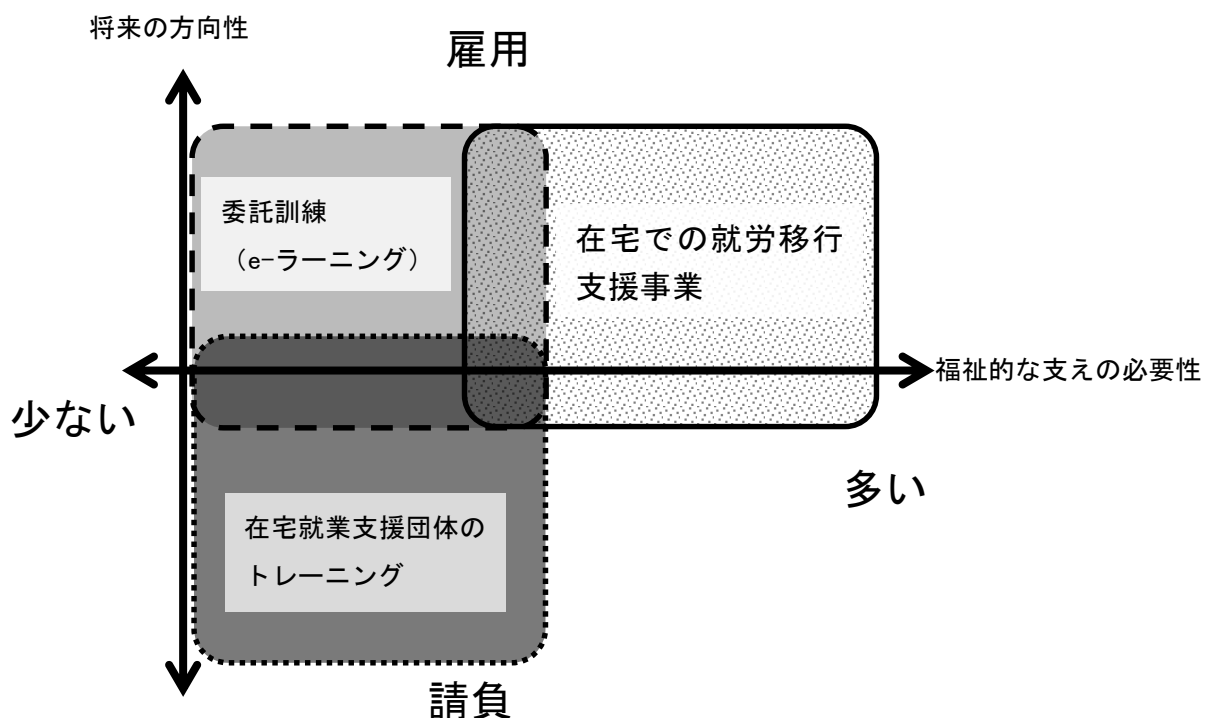 将来の方向性
雇用
委託訓練
（e-ラーニング）
在宅での就労移行
支援事業
福祉的な支えの必要性
少ない
多い
在宅就業支援団体の
トレーニング
請負